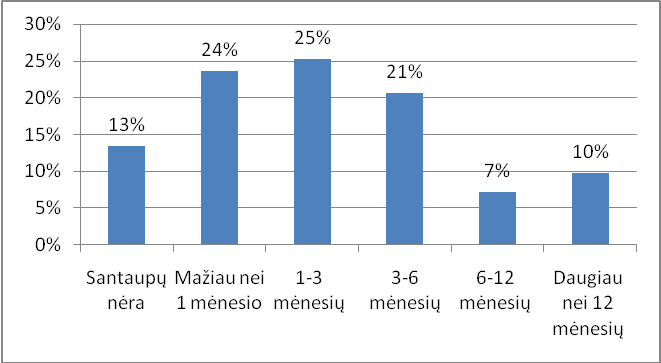 30%
25%
20%
15%
10%
5%
0%
13%
24%
25%
21%
7%
10%
Santaupų
nėra
Mažiau nei
1 mėnesio
1-3
mėnesių
3-6
mėnesių
6-12
mėnesių
Daugiau
nei 12
mėnesių